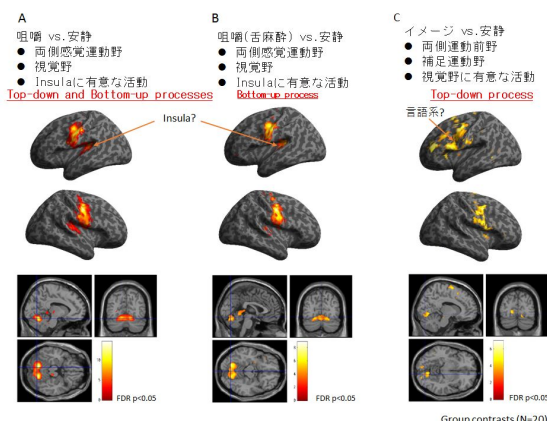 A
咀嚼 vs.安静
● 両側感覚運動野
● 視覚野
● Insulaに有意な活動
Top-down and Bottom-up processes
B
咀嚼(舌麻酔) vs.安静
● 両側感覚運動野
● 視覚野
● Insulaに有意な活動
Bottom-up process
C
イメージ vs.安静
● 両側運動前野
● 補足運動野
● 視覚野に有意な活動
Top-down process
Insula?
言語系?
FDR p<0.05
FDR p<0.05
FDR p<0.05
Group contrasts (N=20)